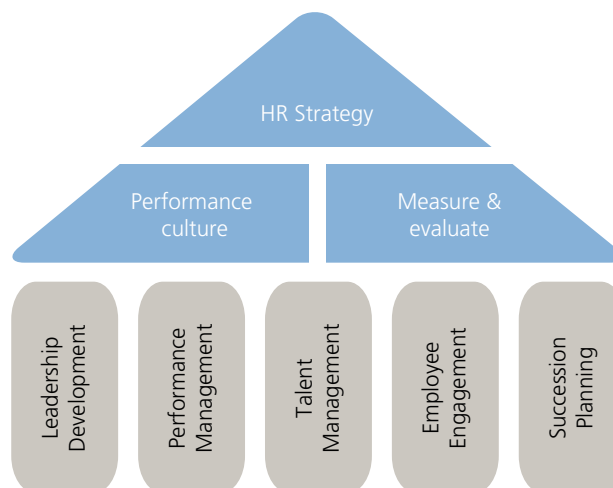 HR Strategy
Performance
culture
Measure &
evaluate
Leadership
Development
Performance
Management
Talent
Management
Employee
Engagement
Succession
Planning